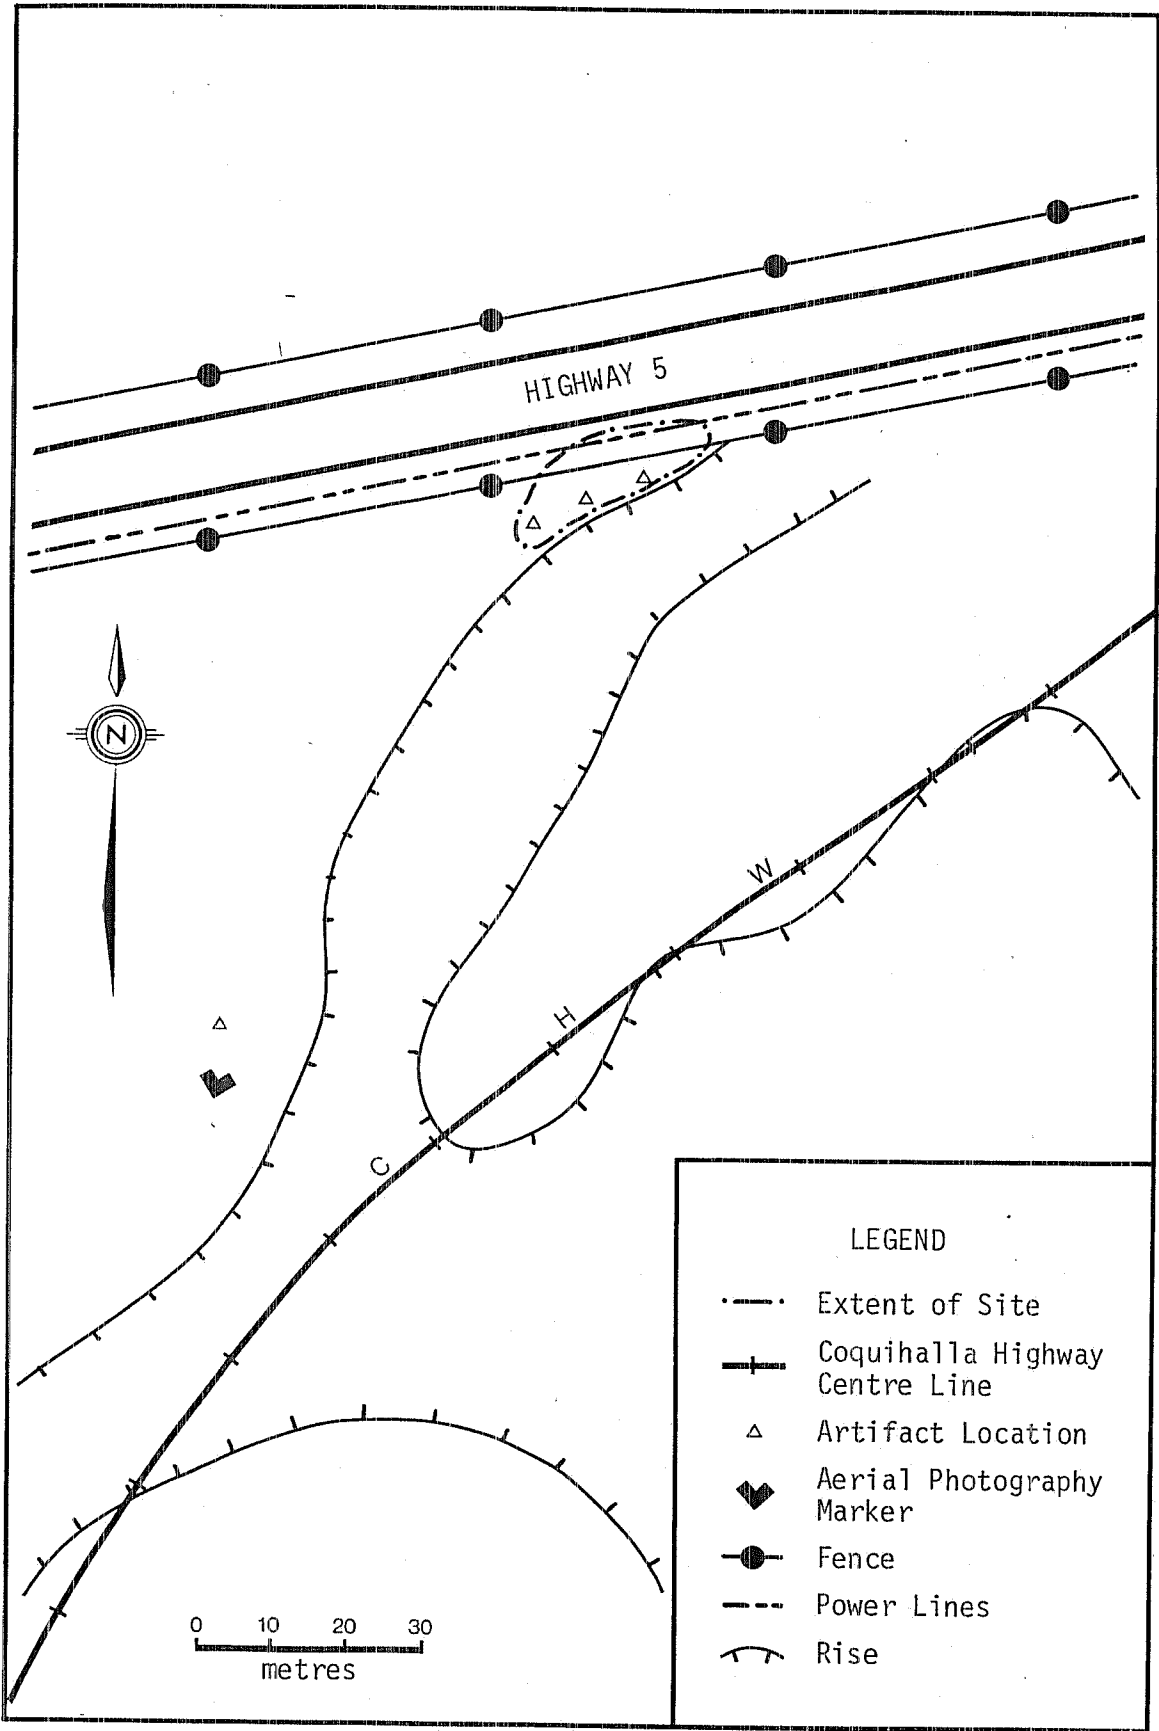 HIGHWAY 5
N
W
H
C
LEGEND
Extent of Site
Coquihalla Highway
Centre Line
Artifact Location
Aerial Photography
Marker
Fence
Power Lines
Rise
0 10 20 30
metres